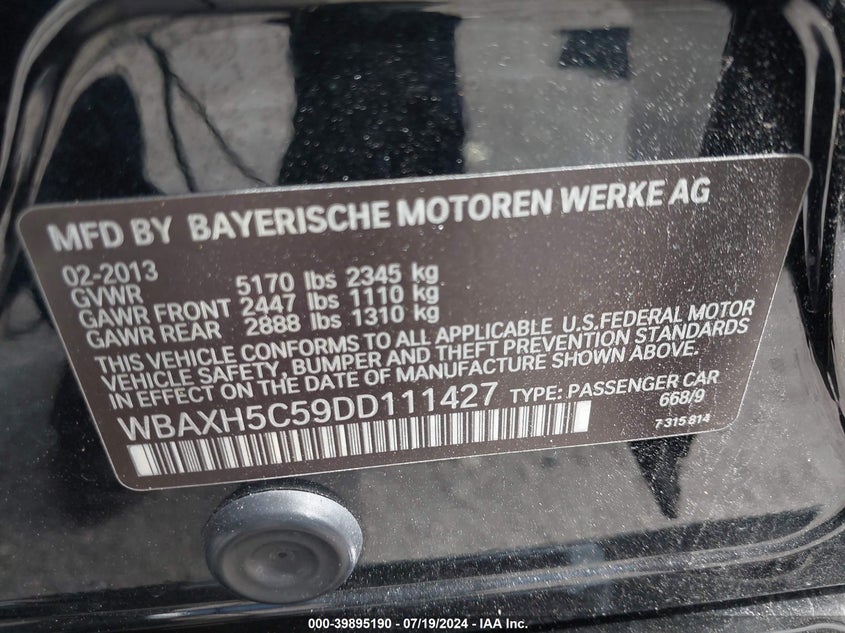 MFD BY BAYERISCHE MOTOREN WERKE AG
02-2013
GVWR 5170 lbs 2345 kg
GAWR FRONT 2447 lbs 1110 kg
GAWR REAR 2888 lbs 1310 kg
THIS VEHICLE CONFORMS TO ALL APPLICABLE U.S.FEDERAL MOTOR
VEHICLE SAFETY, BUMPER AND THEFT PREVENTION STANDARDS
IN EFFECT ON THE DATE OF MANUFACTURE SHOWN ABOVE.
WBAXH5C59DD111427 TYPE: PASSENGER CAR
668/9
7 315 814
000-39895190 - 07/19/2024 - © IAA Inc.